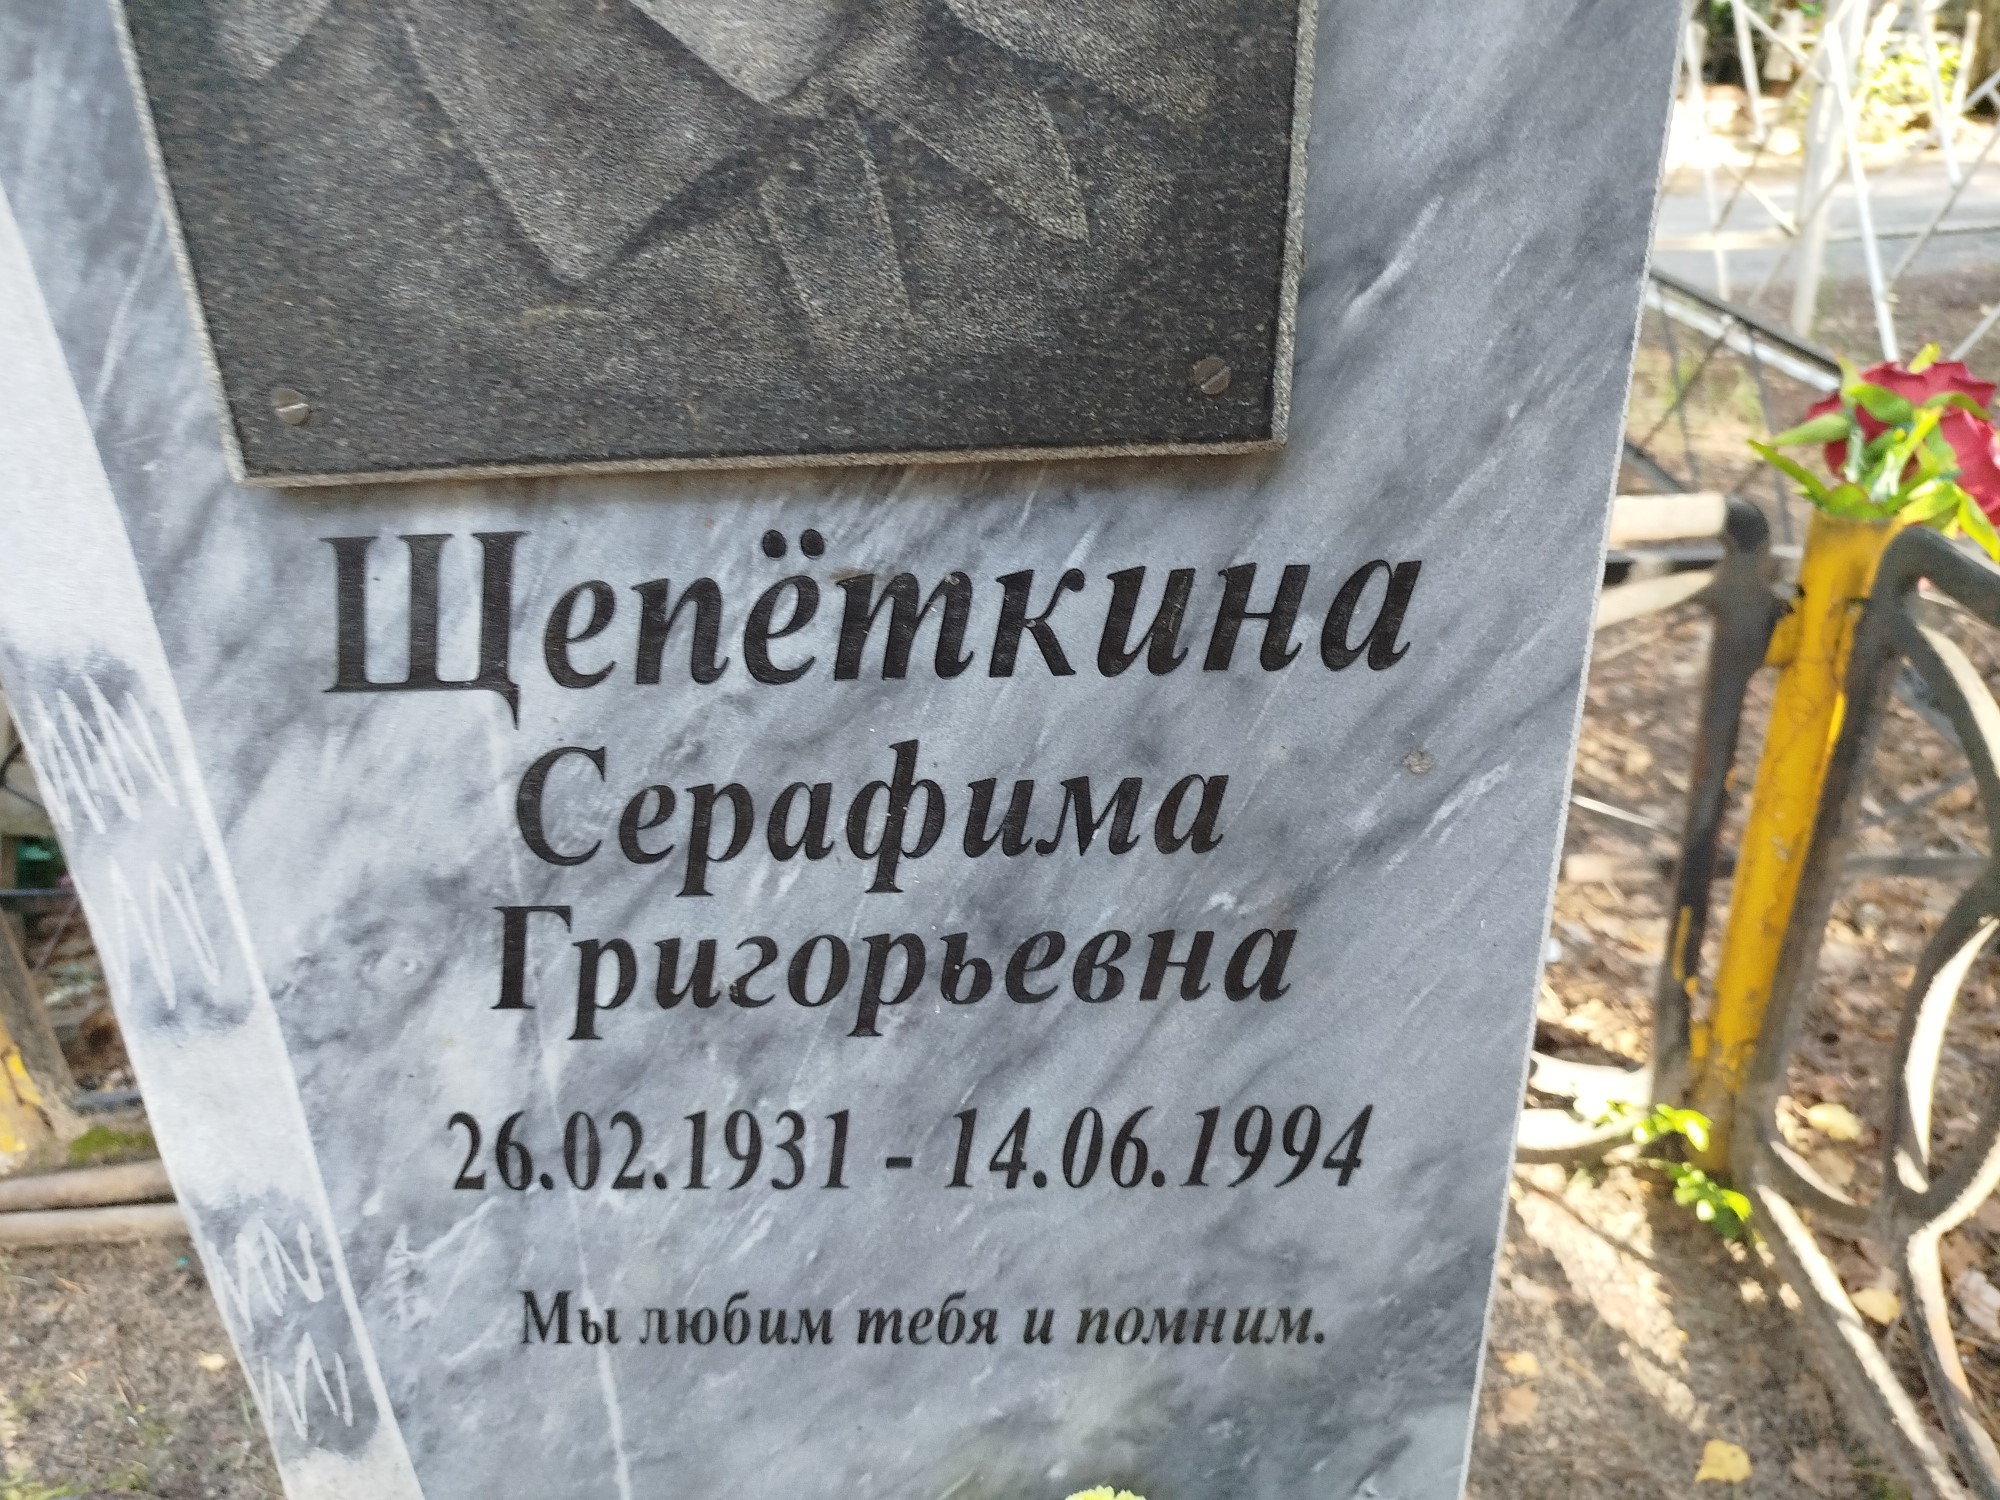 Щепёткина
Серафима
Григорьевна
26.02.1931 - 14.06.1994
Мы любим тебя и помним.